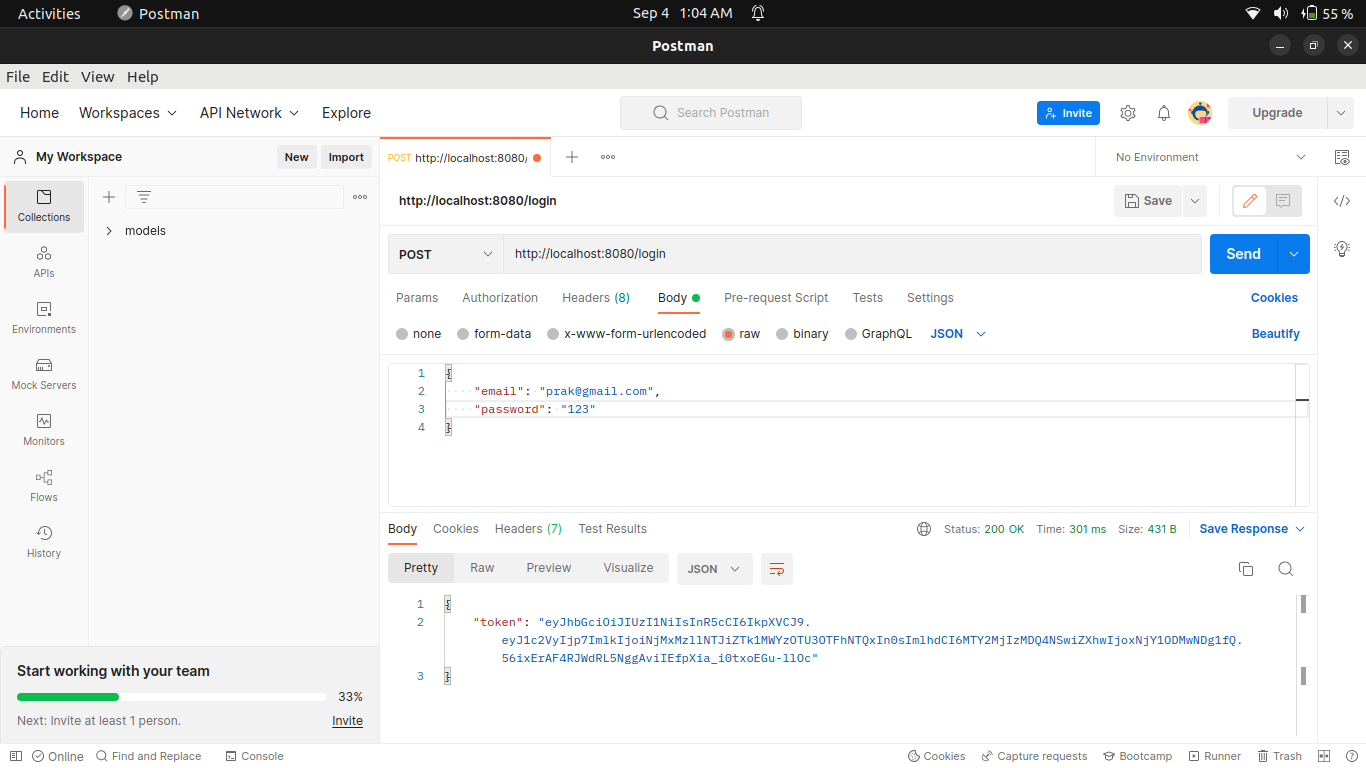 Activities Postman Sep 4 1:04 AM 55 %
Postman
File Edit View Help
Home Workspaces API Network Explore Search Postman Invite Upgrade
My Workspace New Import POST http://localhost:8080/ No Environment
Collections
models
APIs
Environments
Mock Servers
Monitors
Flows
History
http://localhost:8080/login Save
POST http://localhost:8080/login Send
Params Authorization Headers (8) Body Pre-request Script Tests Settings Cookies
none form-data x-www-form-urlencoded raw binary GraphQL JSON Beautify
1 {
2 "email": "prak@gmail.com",
3 "password": "123"
4 }
Body Cookies Headers (7) Test Results Status: 200 OK Time: 301 ms Size: 431 B Save Response
Pretty Raw Preview Visualize JSON
1 {
2 "token": "eyJhbGciOiJIUzI1NiIsInR5cCI6IkpXVCJ9.
eyJ1c2VyIjp7ImlkIjoiNjMxMzllNTJiZTk1MWYzOTU3OTFhNTQxIn0sImlhdCI6MTY2MjIzMDQ4NSwiZXhwIjoxNjY1ODMwNDg1fQ.
56ixErAF4RJWdRL5NggAviIEfpXia_i0txoEGu-llOc"
3 }
Start working with your team
33%
Next: Invite at least 1 person. Invite
Online Find and Replace Console Cookies Capture requests Bootcamp Runner Trash